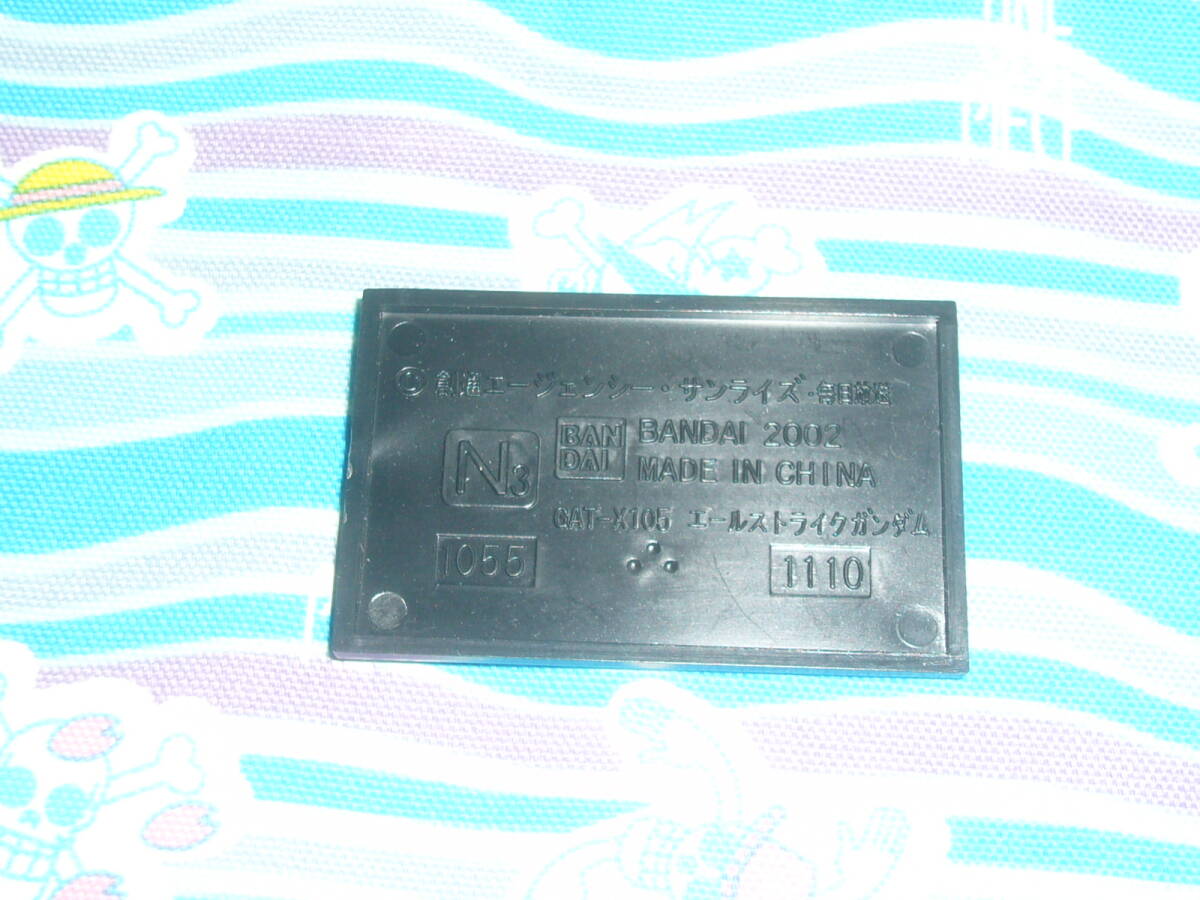 © 創通エージェンシー・サンライズ・毎日放送
N3
BAN
DAI
BANDAI 2002
MADE IN CHINA
GAT-X105 エールストライクガンダム
1055
1110